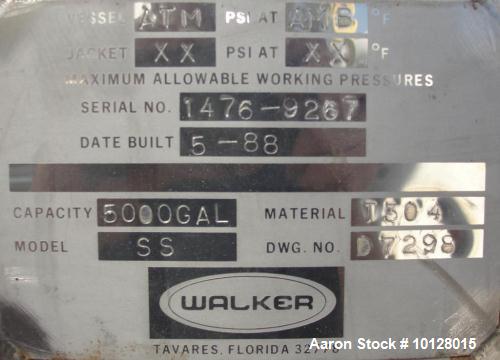 VESSEL ATM PSI AT AMB °F
JACKET XX PSI AT XX °F
MAXIMUM ALLOWABLE WORKING PRESSURES
SERIAL NO. 1476-9267
DATE BUILT 5-88
CAPACITY 5000GAL MATERIAL T304
MODEL SS DWG. NO. D7298
WALKER
TAVARES, FLORIDA 32778
Aaron Stock # 10128015